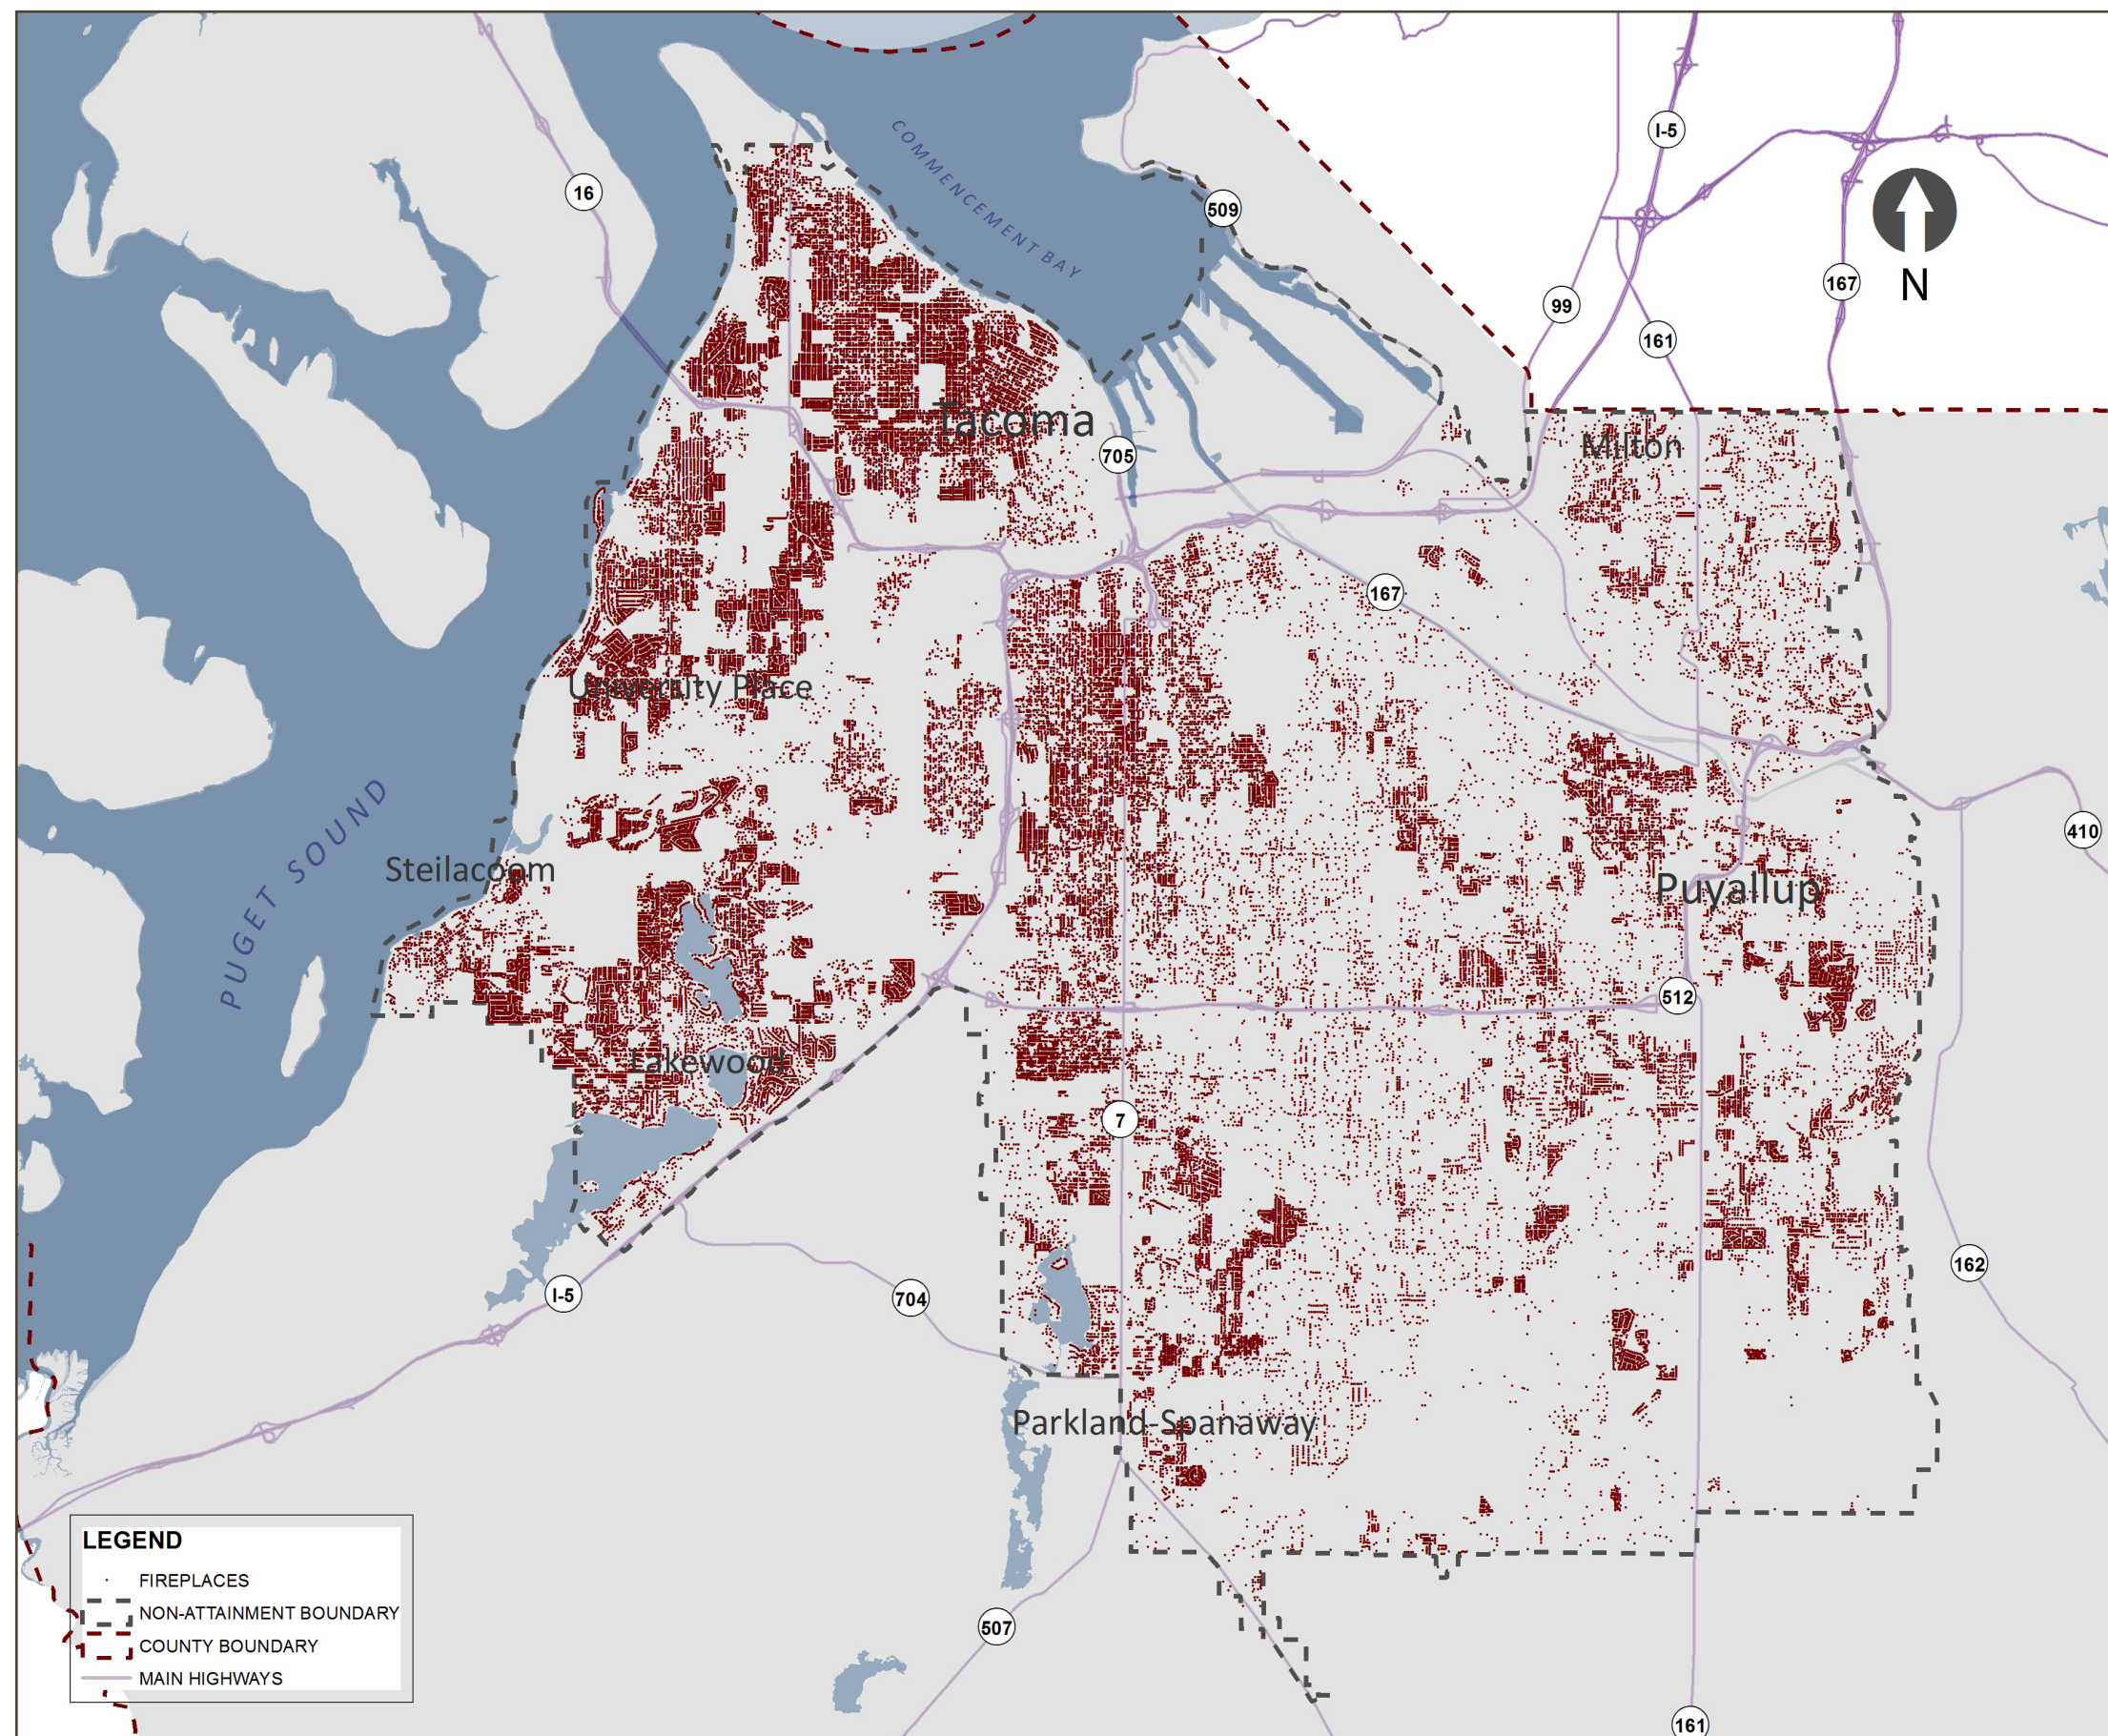 16
COMMENCEMENT BAY
509
I-5
99
161
167
N
Tacoma
705
Milton
167
University Place
Steilacoom
PUGET SOUND
410
Puyallup
512
Lakewood
7
162
I-5
704
Parkland-Spanaway
507
161
LEGEND
FIREPLACES
NON-ATTAINMENT BOUNDARY
COUNTY BOUNDARY
MAIN HIGHWAYS